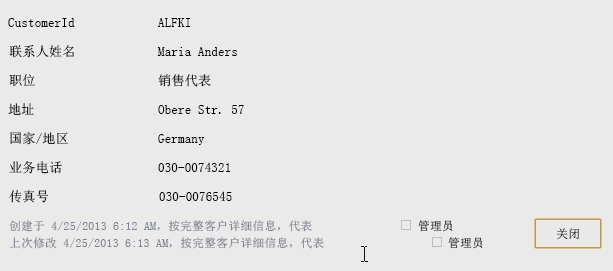 CustomerId ALFKI
联系人姓名 Maria Anders
职位 销售代表
地址 Obere Str. 57
国家/地区 Germany
业务电话 030-0074321
传真号 030-0076545
创建于 4/25/2013 6:12 AM，按完整客户详细信息，代表 管理员
上次修改 4/25/2013 6:13 AM，按完整客户详细信息，代表 管理员
关闭